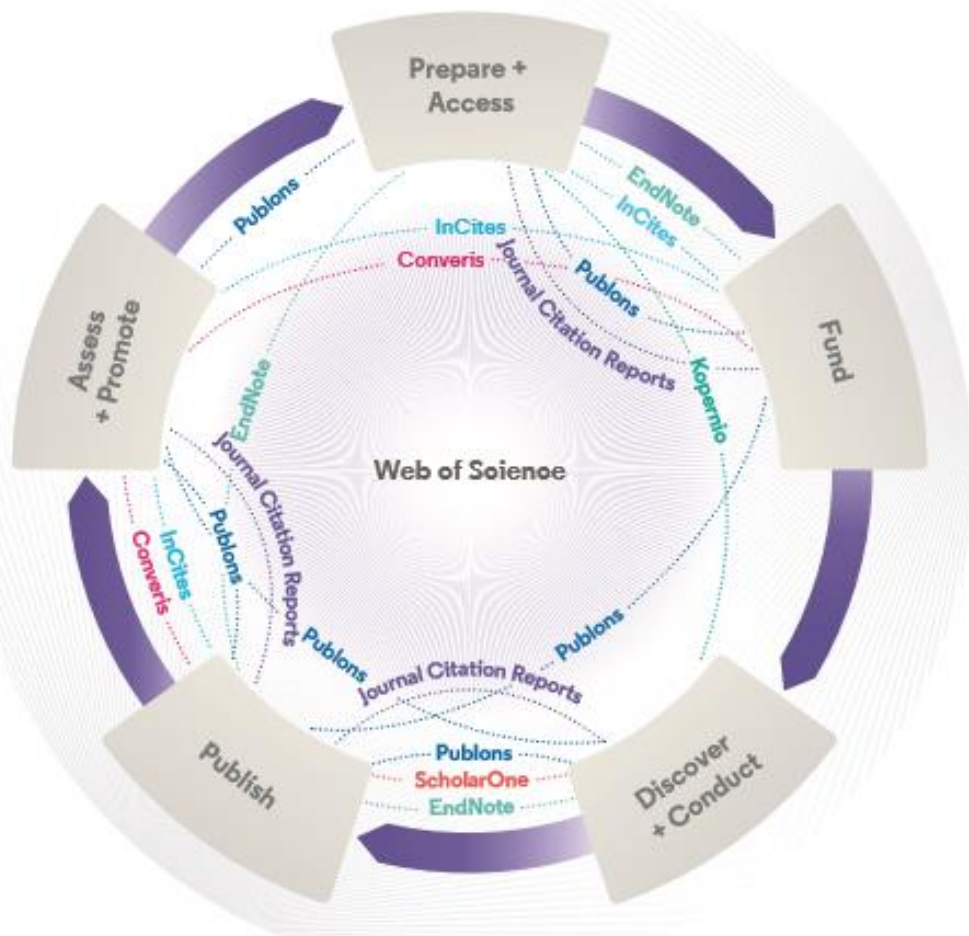 Prepare +
Access
Publons
EndNote
InCites
InCites
Converis
Publons
Journal Citation Reports
Fund
Assess
+ Promote
EndNote
Kopernio
Web of Soienoe
Journal Citation Reports
Publons
InCites
Converis
Publons
Publons
Journal Citation Reports
Publons
ScholarOne
EndNote
Publish
Discover
+ Conduct